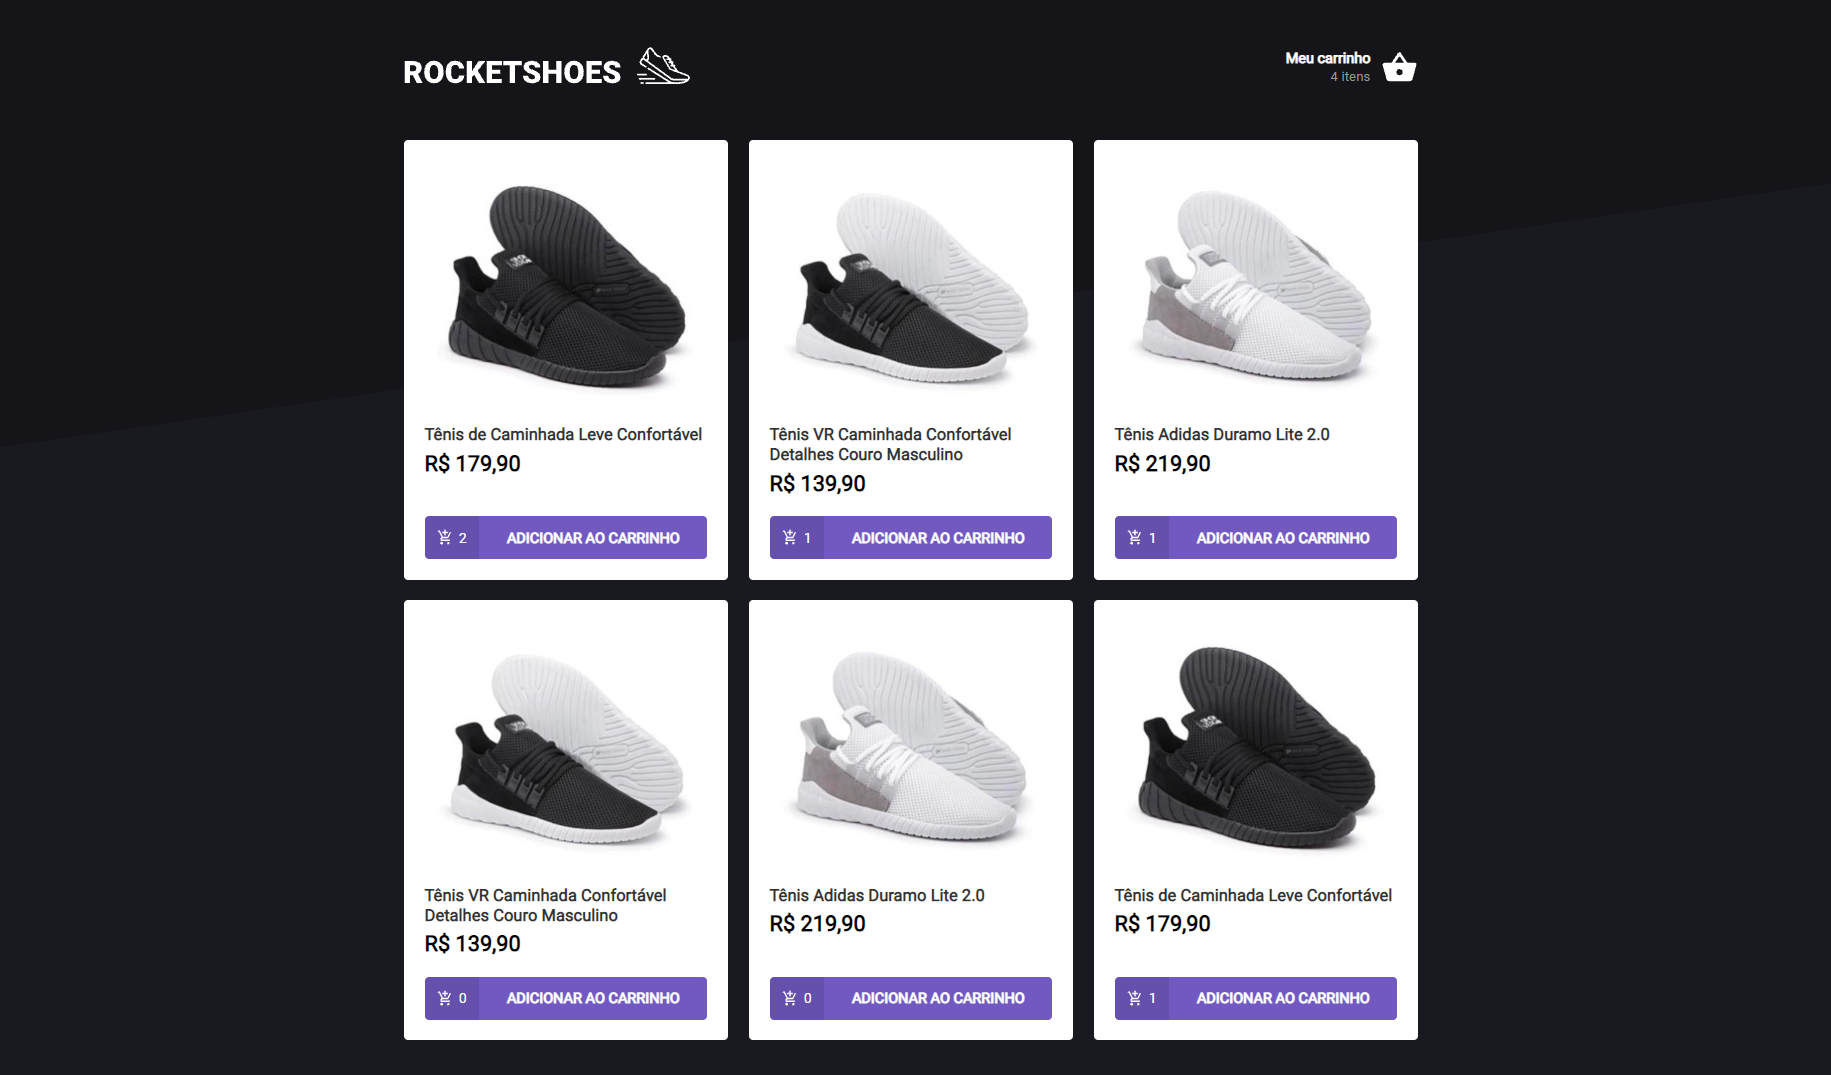 ROCKETSHOES
Meu carrinho
4 itens
Tênis de Caminhada Leve Confortável
R$ 179,90
2 ADICIONAR AO CARRINHO
Tênis VR Caminhada Confortável
Detalhes Couro Masculino
R$ 139,90
1 ADICIONAR AO CARRINHO
Tênis Adidas Duramo Lite 2.0
R$ 219,90
1 ADICIONAR AO CARRINHO
Tênis VR Caminhada Confortável
Detalhes Couro Masculino
R$ 139,90
0 ADICIONAR AO CARRINHO
Tênis Adidas Duramo Lite 2.0
R$ 219,90
0 ADICIONAR AO CARRINHO
Tênis de Caminhada Leve Confortável
R$ 179,90
1 ADICIONAR AO CARRINHO